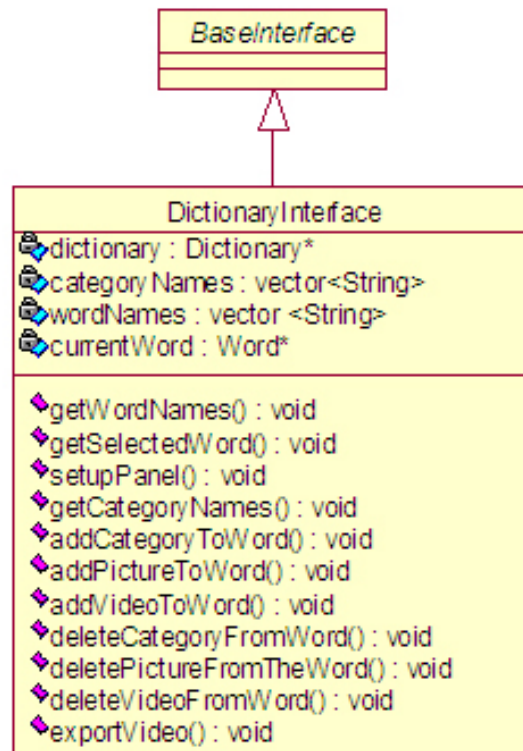 BaseInterface
DictionaryInterface
dictionary : Dictionary*
categoryNames : vector<String>
wordNames : vector <String>
currentWord : Word*
getWordNames() : void
getSelectedWord() : void
setupPanel() : void
getCategoryNames() : void
addCategoryToWord() : void
addPictureToWord() : void
addVideoToWord() : void
deleteCategoryFromWord() : void
deletePictureFromTheWord() : void
deleteVideoFromWord() : void
exportVideo() : void